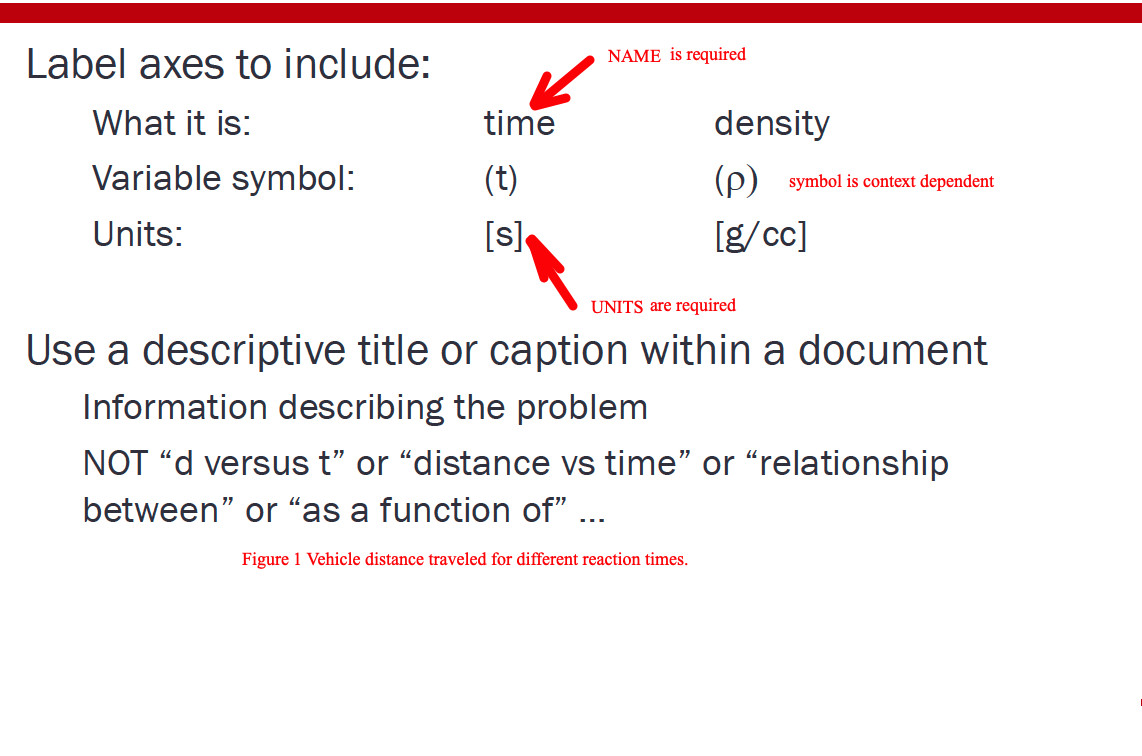 Label axes to include:
NAME is required
What it is: time density
Variable symbol: (t) (ρ) symbol is context dependent
Units: [s] [g/cc]
UNITS are required
Use a descriptive title or caption within a document
Information describing the problem
NOT “d versus t” or “distance vs time” or “relationship
between” or “as a function of” ...
Figure 1 Vehicle distance traveled for different reaction times.